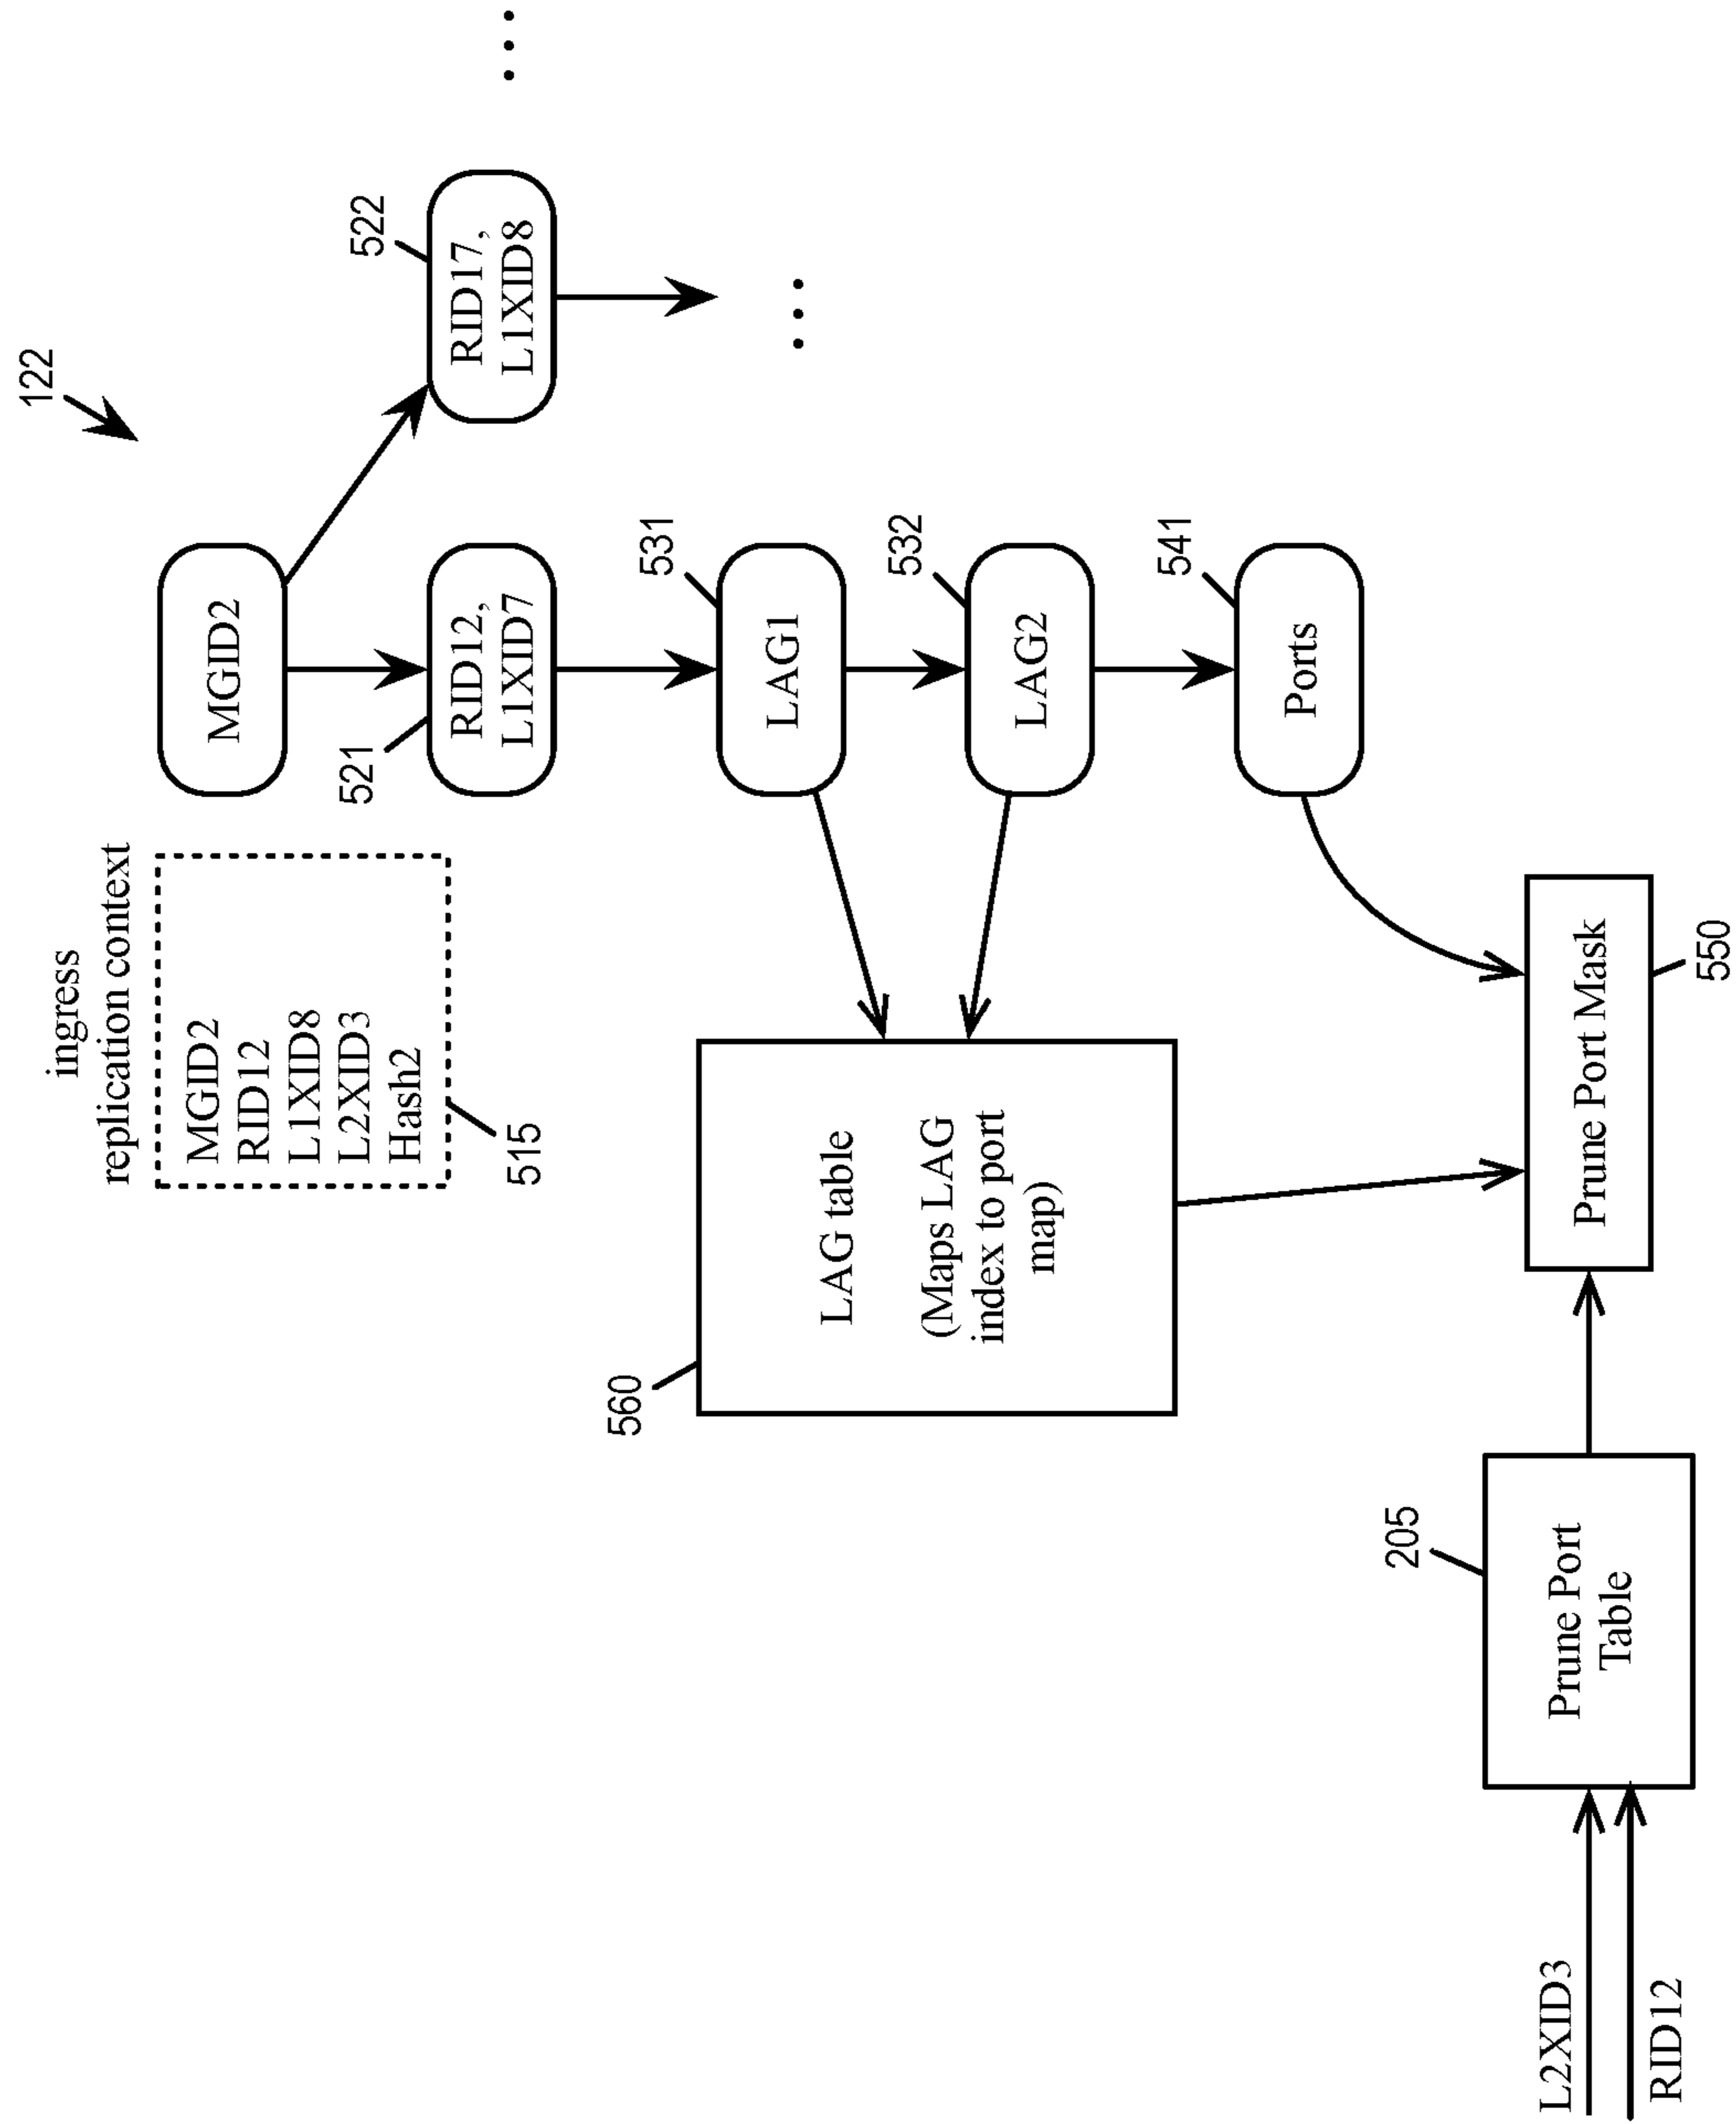 122
ingress
replication context
MGID2
RID12
L1XID8
L2XID3
Hash2
515
MGID2
521
RID12,
L1XID7
522
RID17,
L1XID8
...
531
LAG1
...
532
LAG2
560
LAG table
(Maps LAG
index to port
map)
541
Ports
205
Prune Port
Table
Prune Port Mask
550
L2XID3
RID12